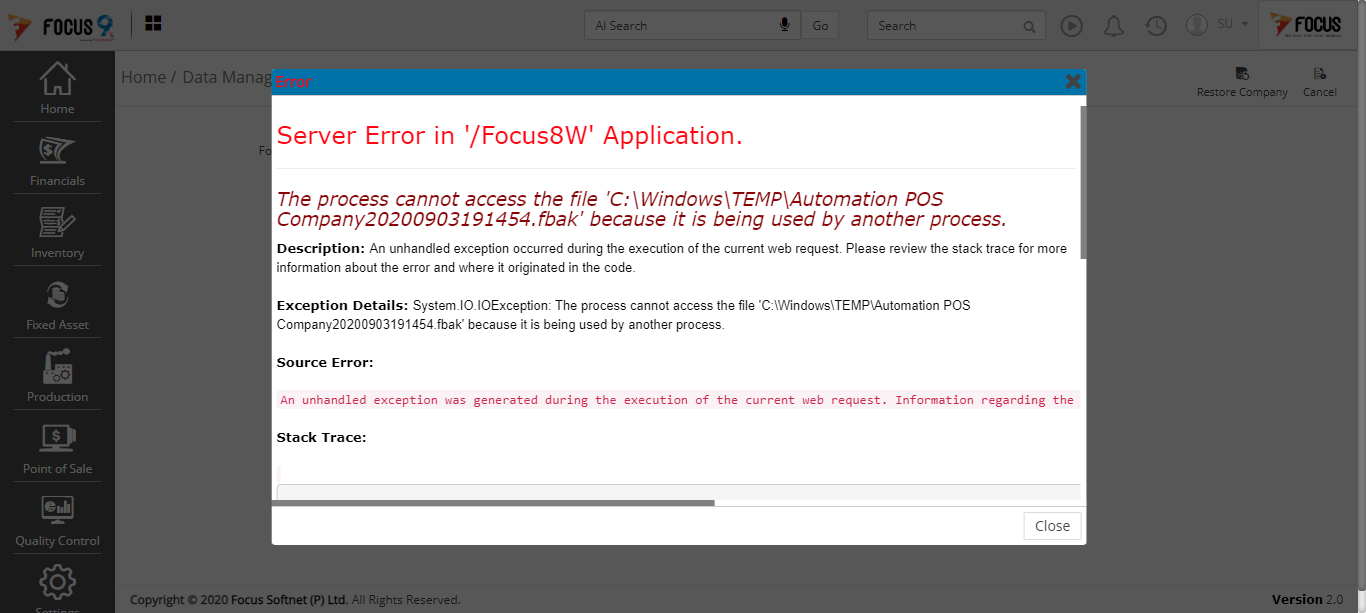 FOCUS 9
AI Search
Go
Search
SU
FOCUS
Home / Data Manag
Restore Company
Cancel
Home
Financials
Inventory
Fixed Asset
Production
Point of Sale
Quality Control
Settings
Fo
Error
Server Error in '/Focus8W' Application.
The process cannot access the file 'C:\Windows\TEMP\Automation POS
Company20200903191454.fbak' because it is being used by another process.
Description: An unhandled exception occurred during the execution of the current web request. Please review the stack trace for more
information about the error and where it originated in the code.
Exception Details: System.IO.IOException: The process cannot access the file 'C:\Windows\TEMP\Automation POS
Company20200903191454.fbak' because it is being used by another process.
Source Error:
An unhandled exception was generated during the execution of the current web request. Information regarding the
Stack Trace:
Close
Copyright © 2020 Focus Softnet (P) Ltd. All Rights Reserved.
Version 2.0